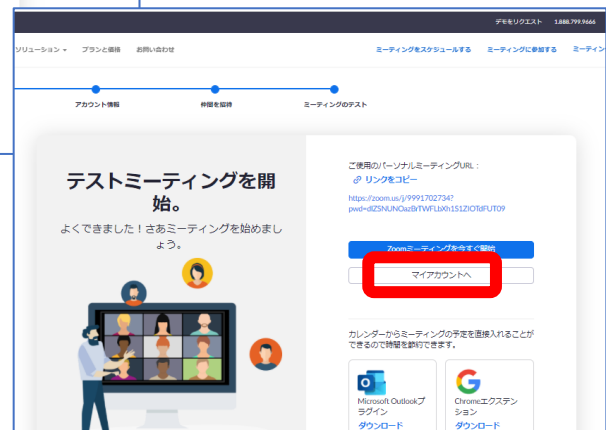 デモをリクエスト 1.888.799.9666
ソリューション プランと価格 お問い合わせ ミーティングをスケジュールする ミーティングに参加する ミーティン
アカウント情報 仲間を招待 ミーティングのテスト
テストミーティングを開
始。
よくできました！さあミーティングを始めまし
ょう。
ご使用のパーソナルミーティングURL：
リンクをコピー
https://zoom.us/j/9991702734?
Zoomミーティングを今すぐ開始
マイアカウントへ
カレンダーからミーティングの予定を直接入れることが
できるので時間を節約できます。
Microsoft Outlookプ
ラグイン
ダウンロード
Chromeエクステン
ション
ダウンロード